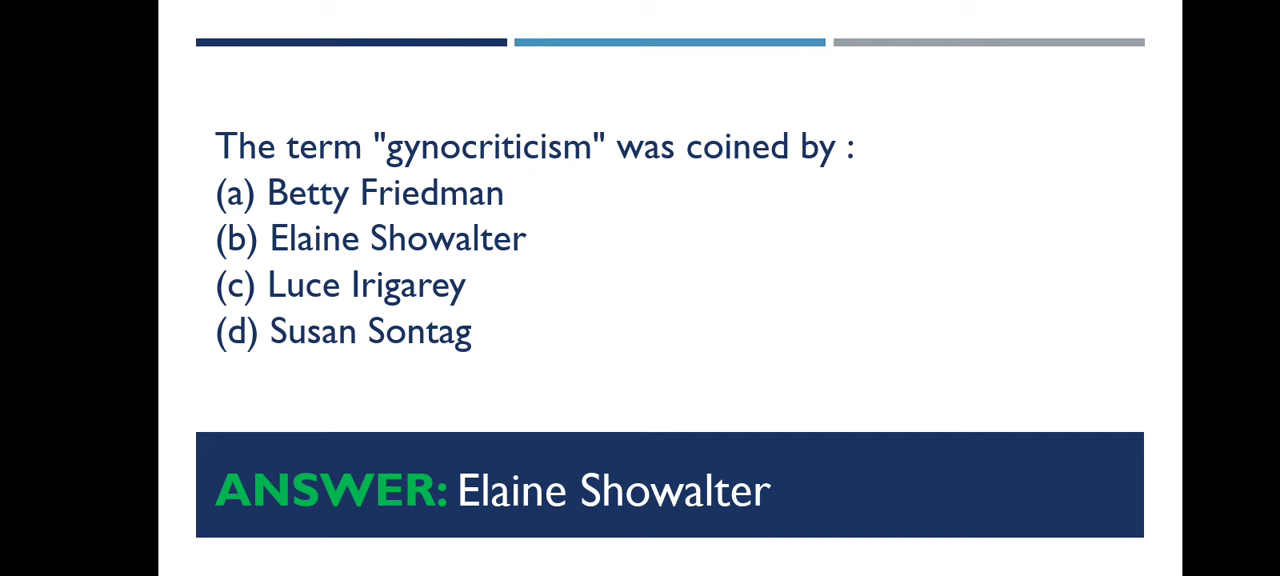 The term "gynocriticism" was coined by :
(a) Betty Friedman
(b) Elaine Showalter
(c) Luce Irigarey
(d) Susan Sontag
ANSWER: Elaine Showalter